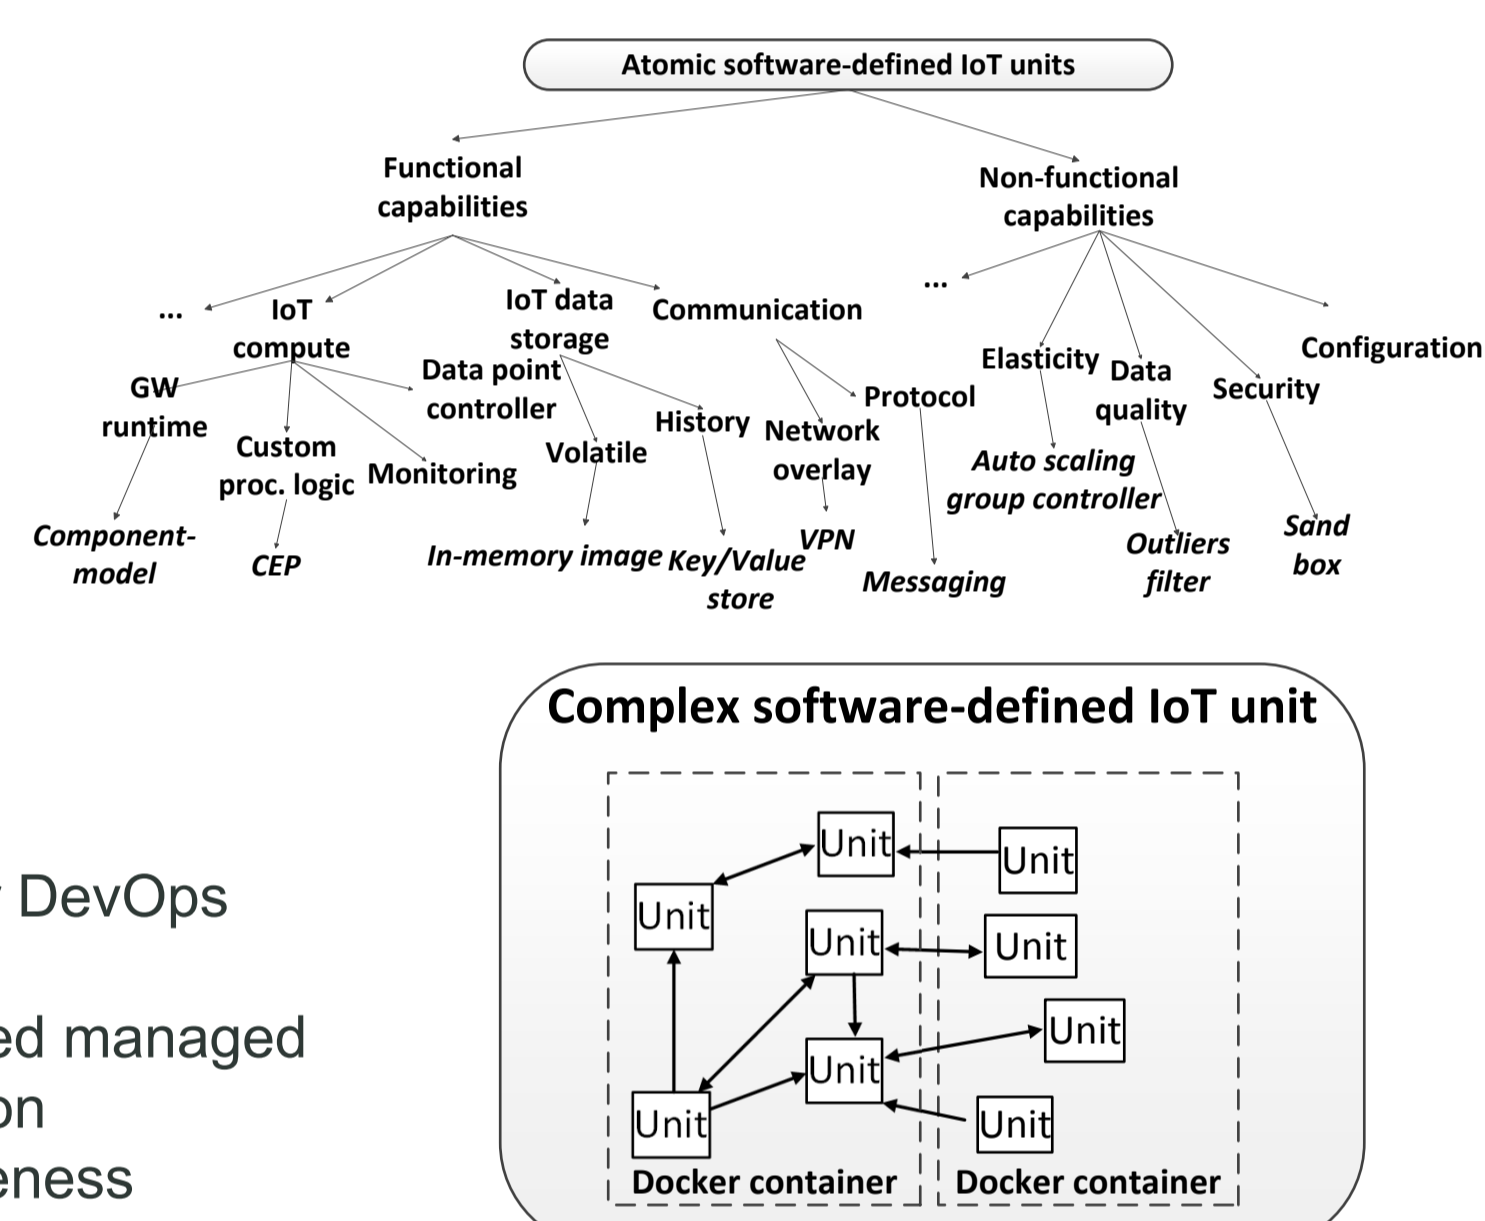 Atomic software-defined IoT units
Functional
capabilities
Non-functional
capabilities
...
IoT
compute
IoT data
storage
Communication
...
Elasticity
Data
quality
Security
Configuration
GW
runtime
Custom
proc. logic
Monitoring
Data point
controller
Volatile
History
Network
overlay
Protocol
Auto scaling
group controller
Component-
model
CEP
In-memory image
Key/Value
store
VPN
Messaging
Outliers
filter
Sand
box
Complex software-defined IoT unit
Unit
Unit
Unit
Unit
Unit
Unit
Unit
Unit
Unit
Docker container
Docker container
DevOps
ed managed
on
eness